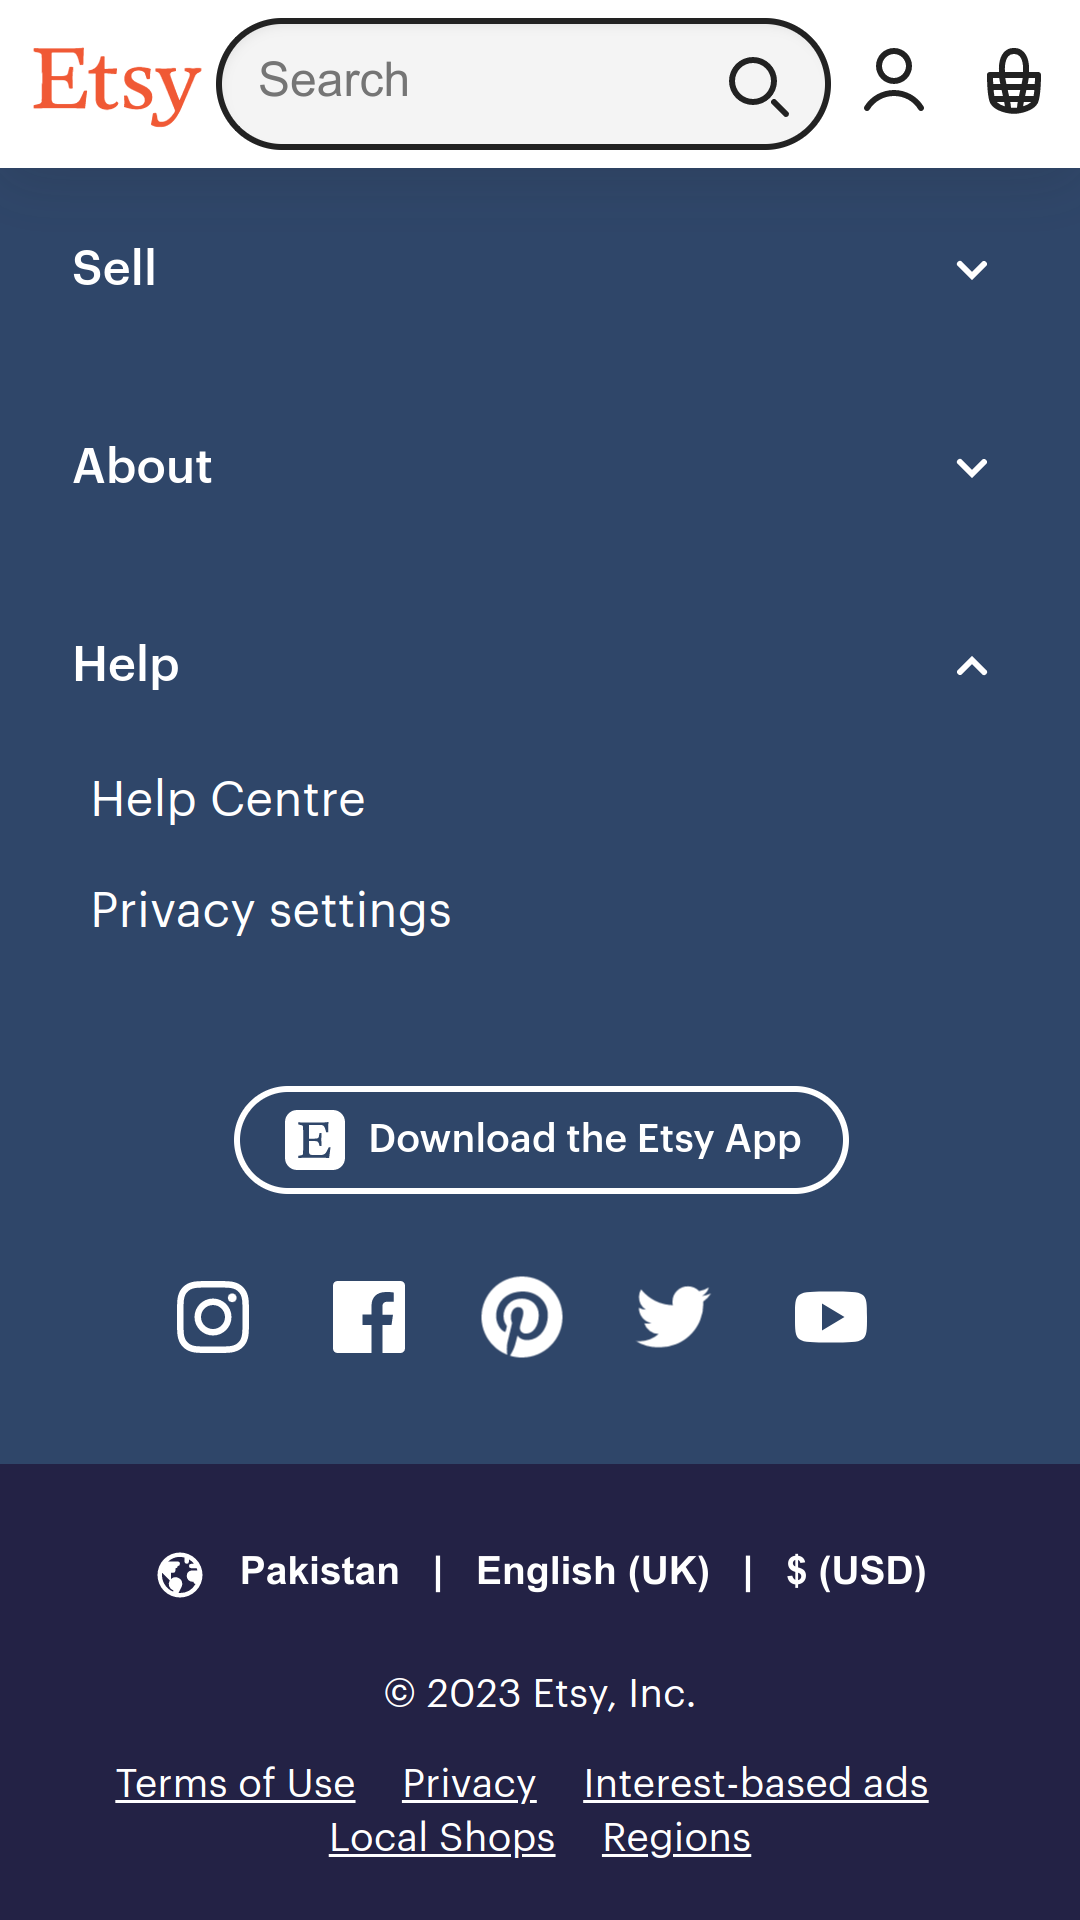 Etsy
Search
Sell
About
Help
Help Centre
Privacy settings
E Download the Etsy App
Pakistan | English (UK) | $ (USD)
© 2023 Etsy, Inc.
Terms of Use Privacy Interest-based ads
Local Shops Regions